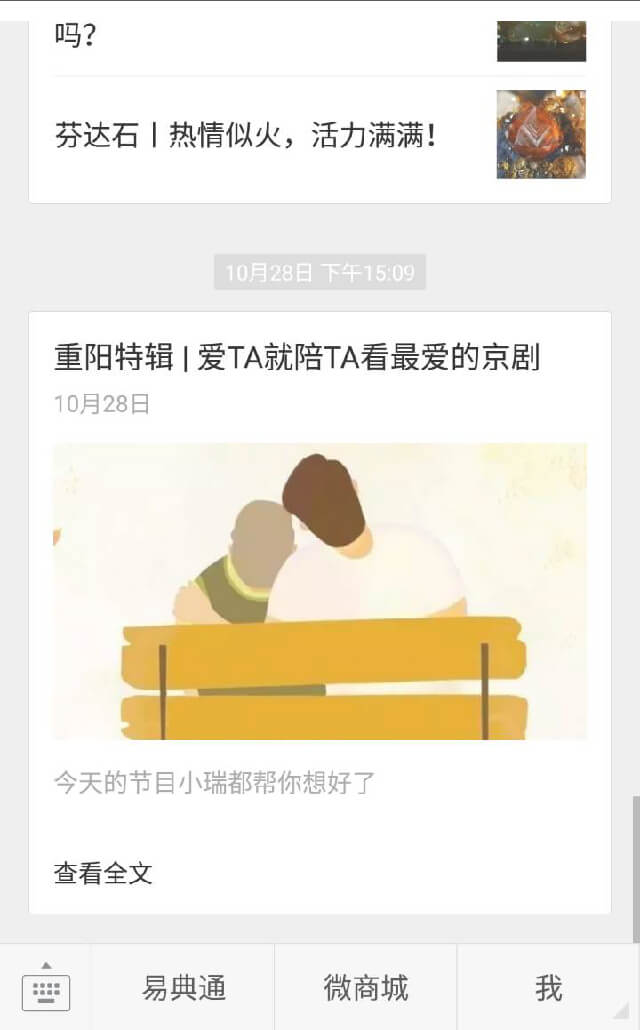 吗？
芬达石丨热情似火，活力满满！
10月28日 下午15:09
重阳特辑 | 爱TA就陪TA看最爱的京剧
10月28日
今天的节目小瑞都帮你想好了
查看全文
易典通
微商城
我